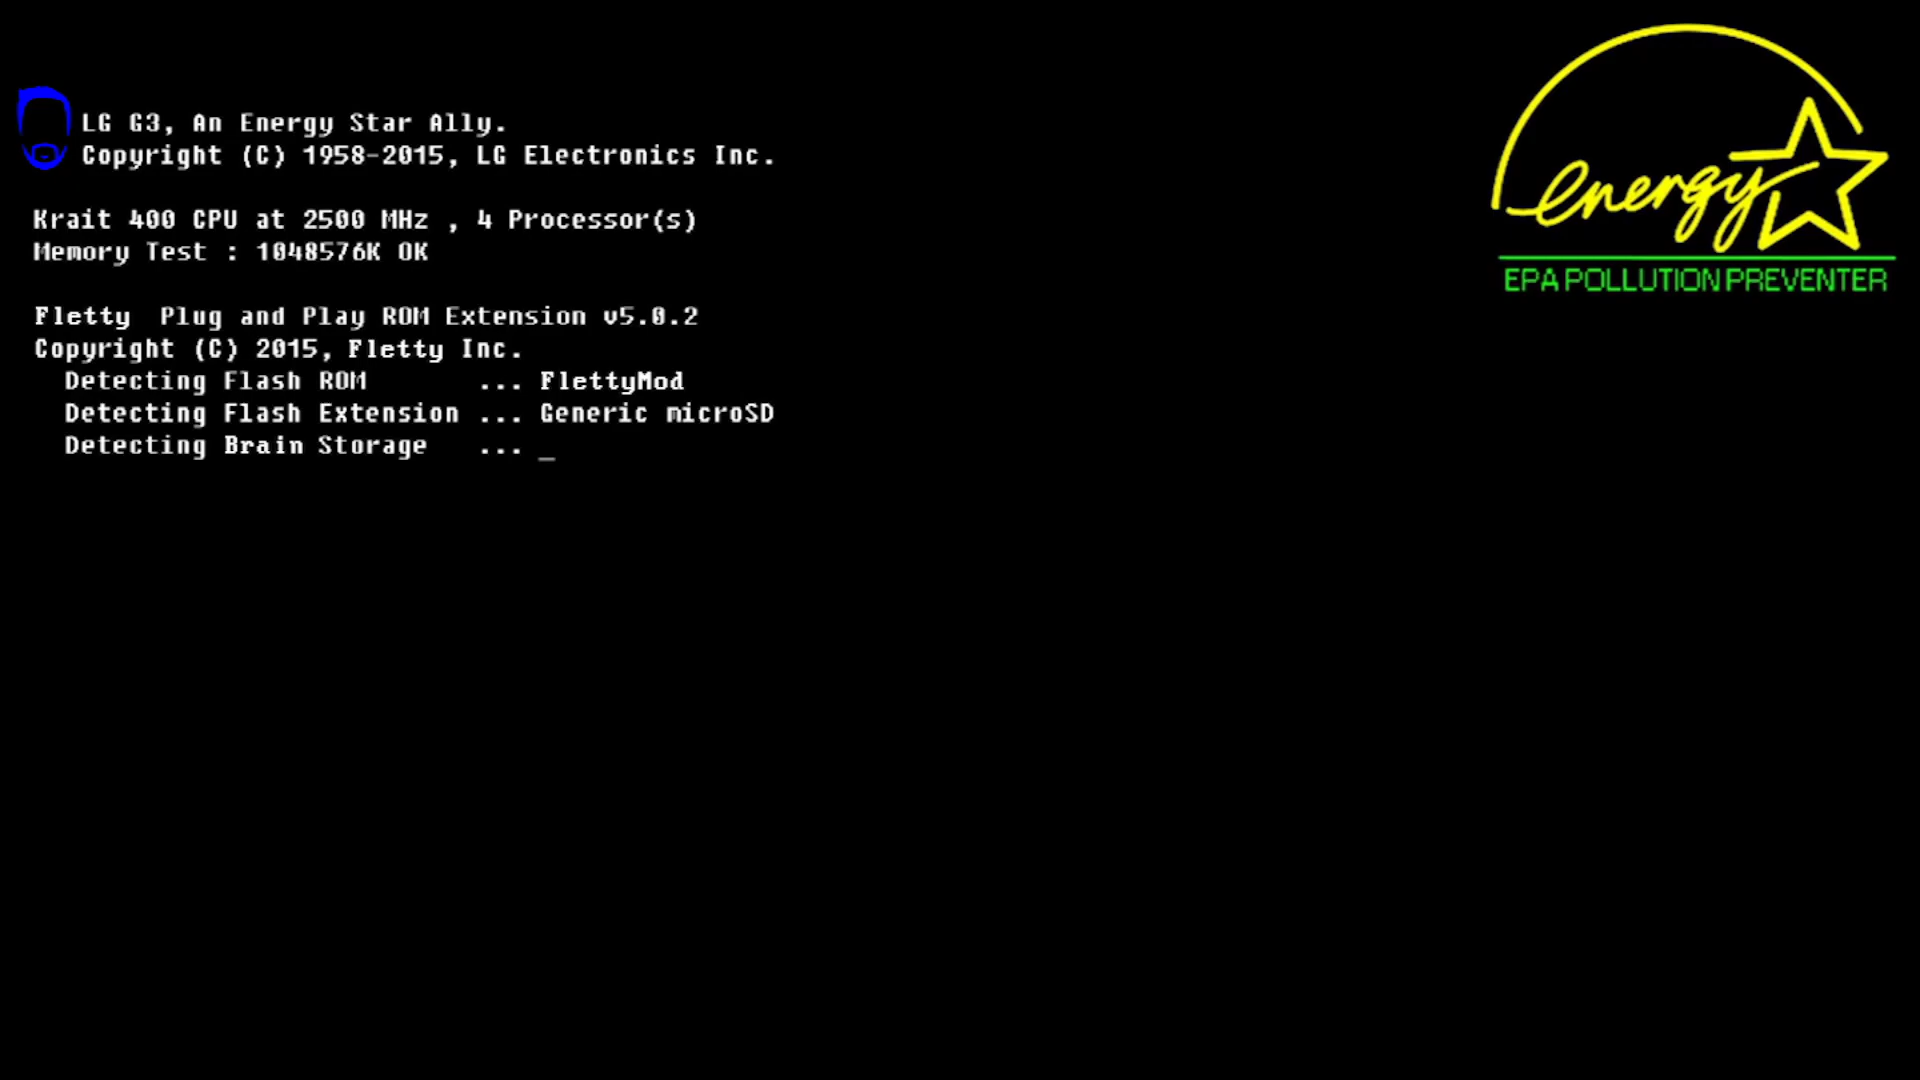 LG G3, An Energy Star Ally.
Copyright (C) 1958-2015, LG Electronics Inc.
Krait 400 CPU at 2500 MHz , 4 Processor(s)
Memory Test : 1048576K OK
Fletty  Plug and Play ROM Extension v5.0.2
Copyright (C) 2015, Fletty Inc.
Detecting Flash ROM       ... FlettyMod
Detecting Flash Extension ... Generic microSD
Detecting Brain Storage   ... _
energy
EPA POLLUTION PREVENTER